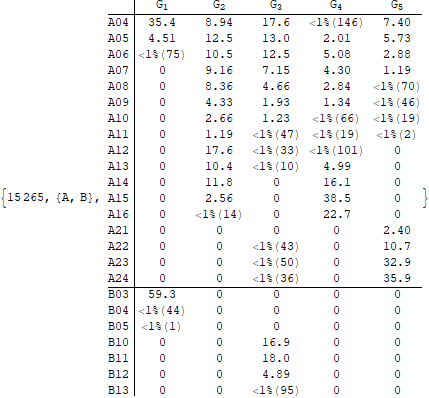 G1 G2 G3 G4 G5
A04 35.4 8.94 17.6 <1%(146) 7.40
A05 4.51 12.5 13.0 2.01 5.73
A06 <1%(75) 10.5 12.5 5.08 2.88
A07 0 9.16 7.15 4.30 1.19
A08 0 8.36 4.66 2.84 <1%(70)
A09 0 4.33 1.93 1.34 <1%(46)
A10 0 2.66 1.23 <1%(66) <1%(19)
A11 0 1.19 <1%(47) <1%(19) <1%(2)
A12 0 17.6 <1%(33) <1%(101) 0
A13 0 10.4 <1%(10) 4.99 0
A14 0 11.8 0 16.1 0
{15265, {A, B}, A15 0 2.56 0 38.5 0 }
A16 0 <1%(14) 0 22.7 0
A21 0 0 0 0 2.40
A22 0 0 <1%(43) 0 10.7
A23 0 0 <1%(50) 0 32.9
A24 0 0 <1%(36) 0 35.9
B03 59.3 0 0 0 0
B04 <1%(44) 0 0 0 0
B05 <1%(1) 0 0 0 0
B10 0 0 16.9 0 0
B11 0 0 18.0 0 0
B12 0 0 4.89 0 0
B13 0 0 <1%(95) 0 0